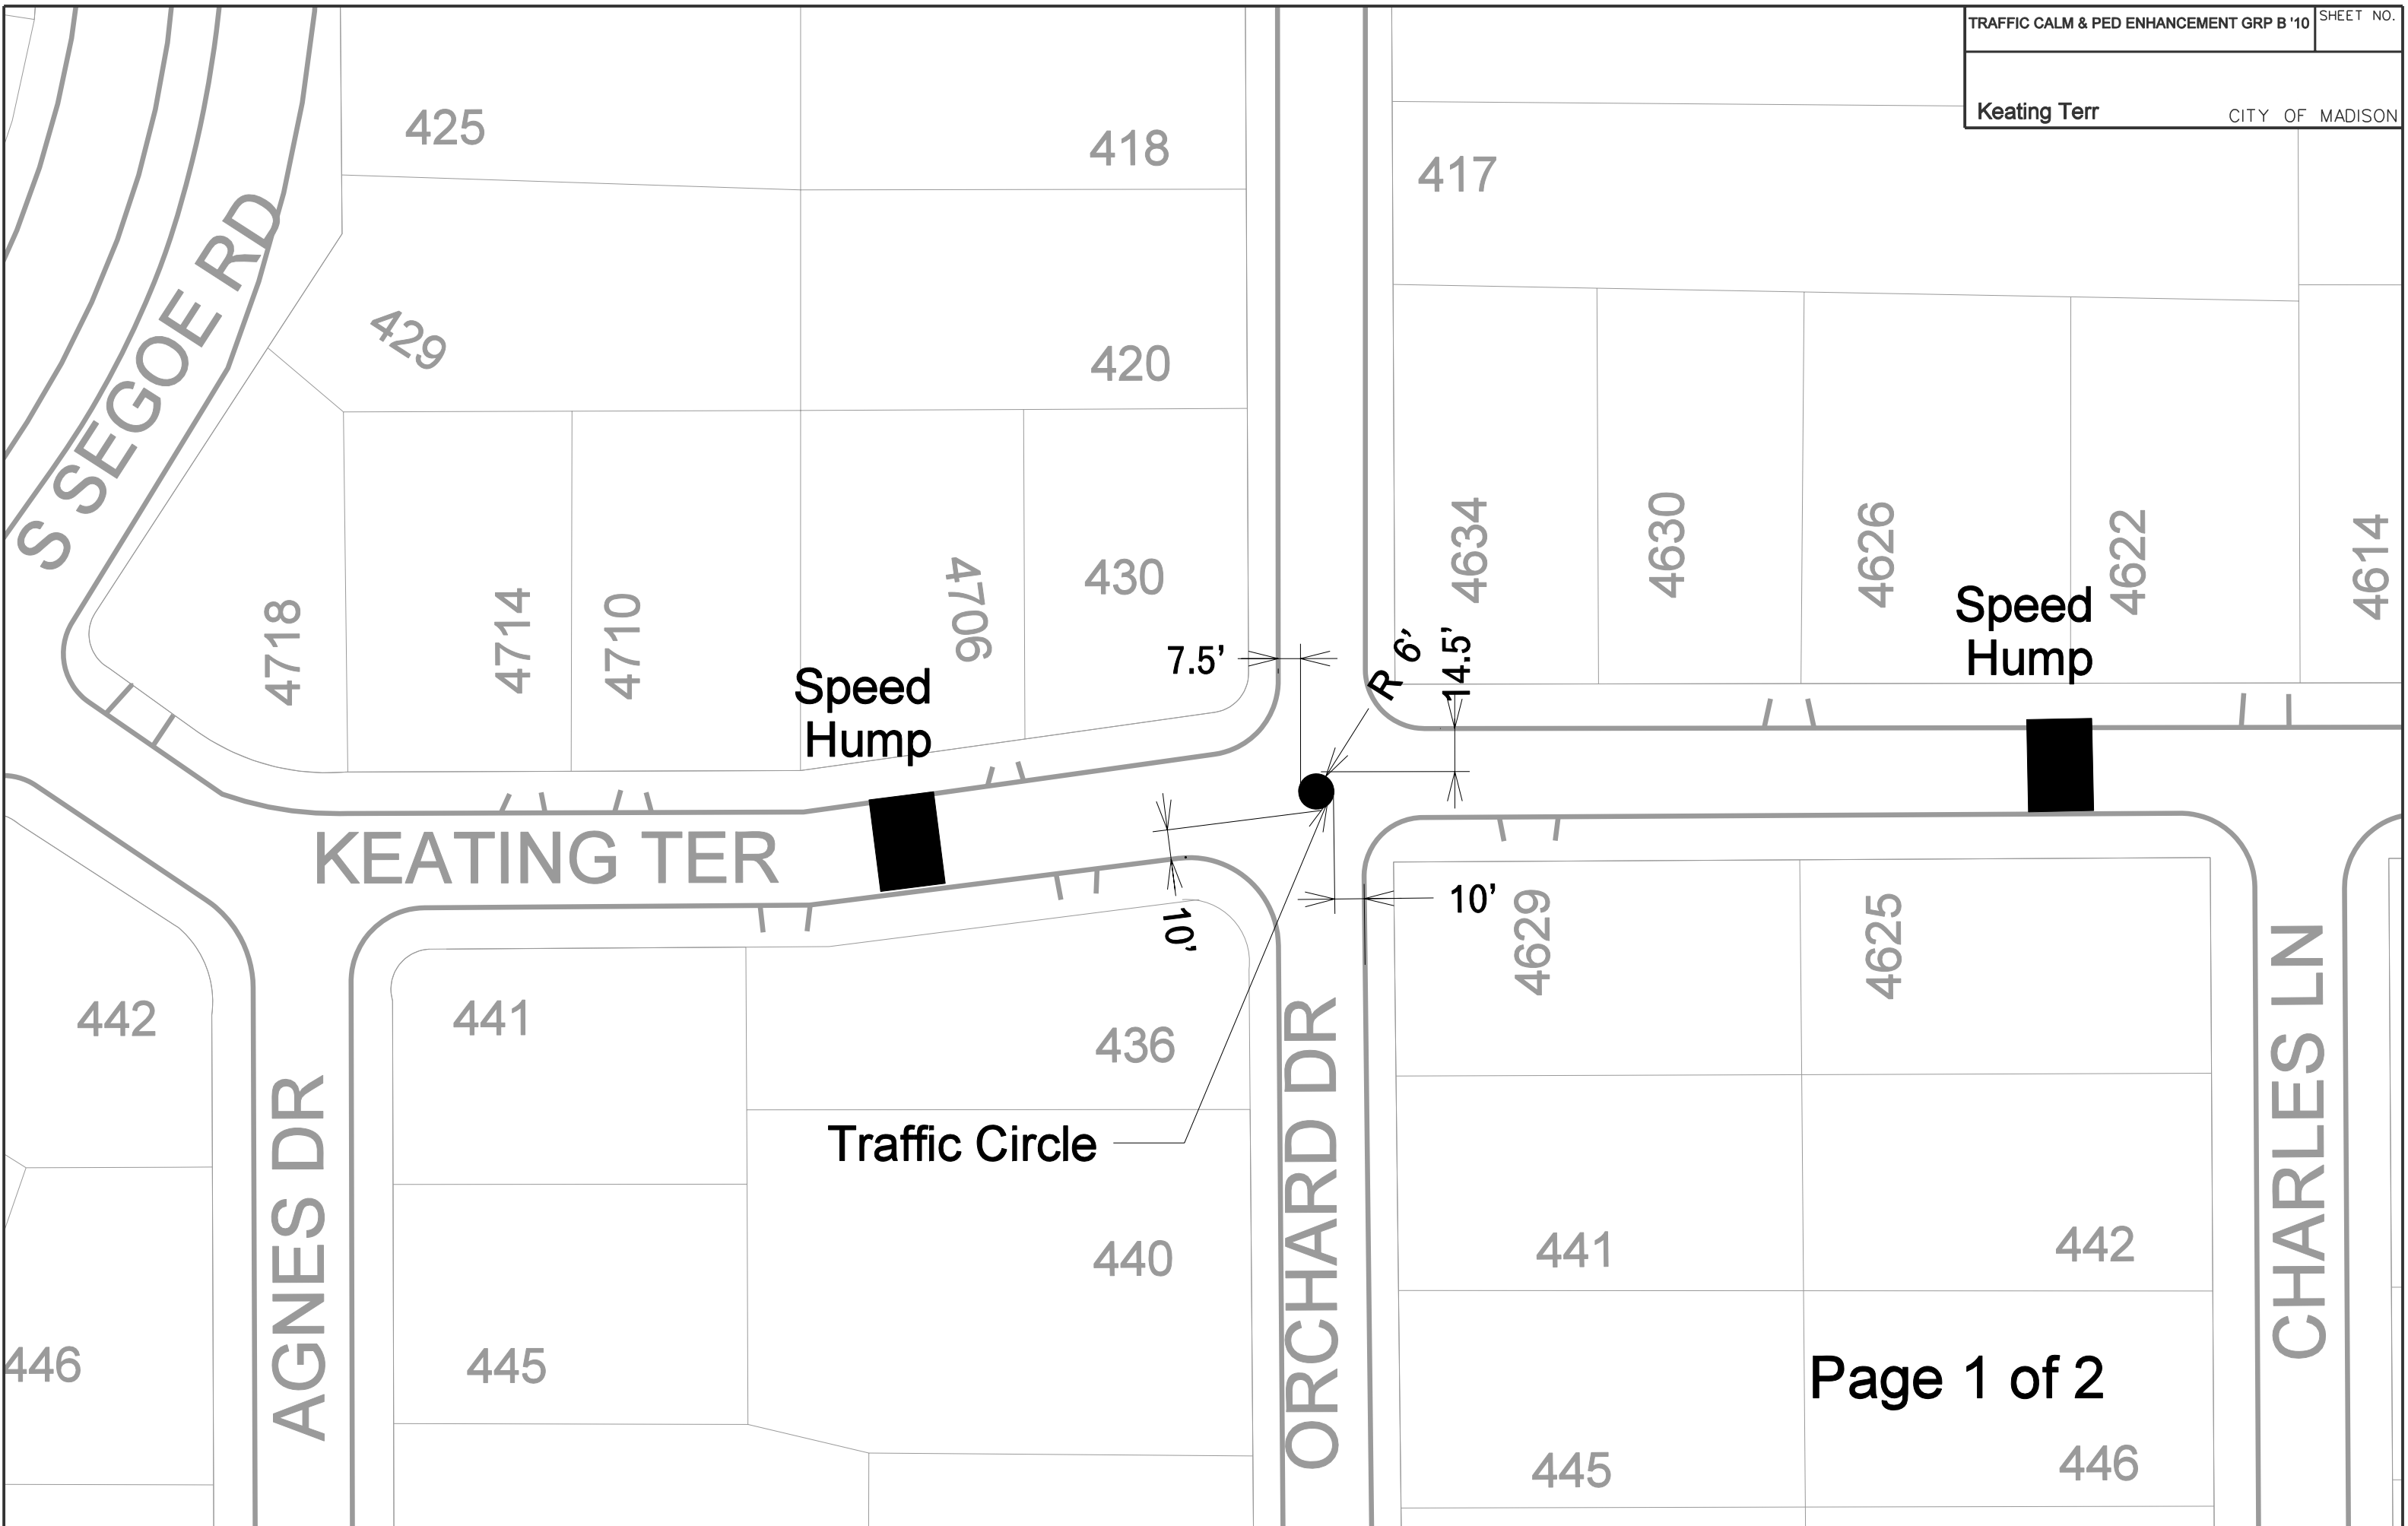 TRAFFIC CALM & PED ENHANCEMENT GRP B '10
SHEET NO.
Keating Terr
CITY OF MADISON
425
418
417
S SEGOE RD
429
420
4718
4714
4710
4706
430
4634
4630
4626
4622
4614
Speed
Hump
Speed
Hump
7.5'
R 6'
14.5'
KEATING TER
10'
10'
4629
4625
442
441
436
Traffic Circle
AGNES DR
ORCHARD DR
CHARLES LN
440
441
442
446
445
Page 1 of 2
445
446